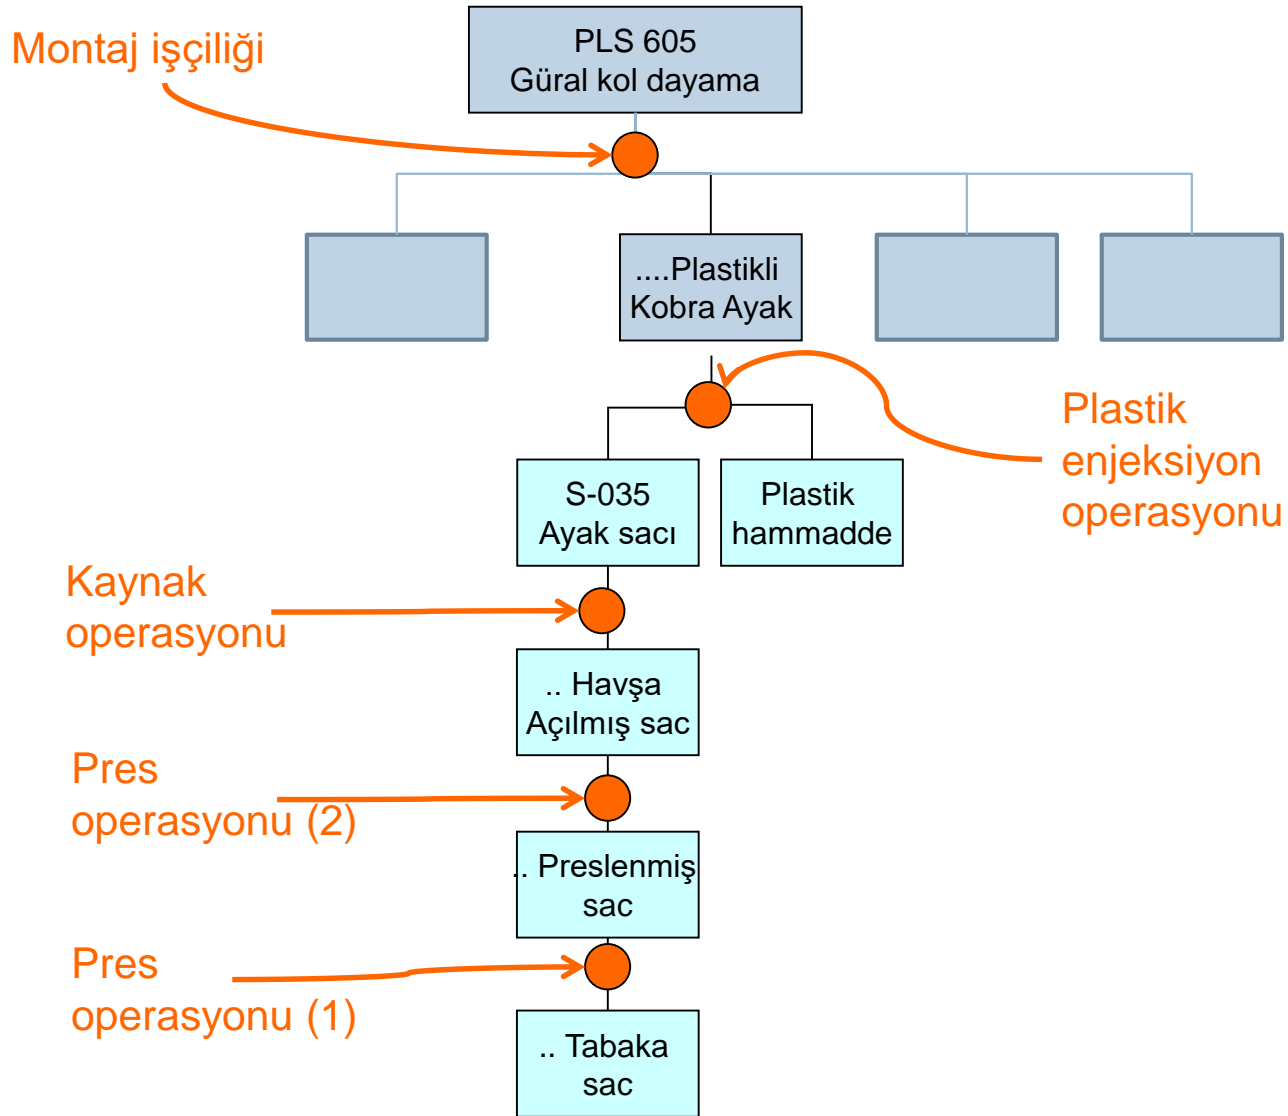 Montaj işçiliği
PLS 605
Güral kol dayama
....Plastikli
Kobra Ayak
Plastik
enjeksiyon
operasyonu
S-035
Ayak sacı
Plastik
hammadde
Kaynak
operasyonu
.. Havşa
Açılmış sac
Pres
operasyonu (2)
.. Preslenmiş
sac
Pres
operasyonu (1)
.. Tabaka
sac